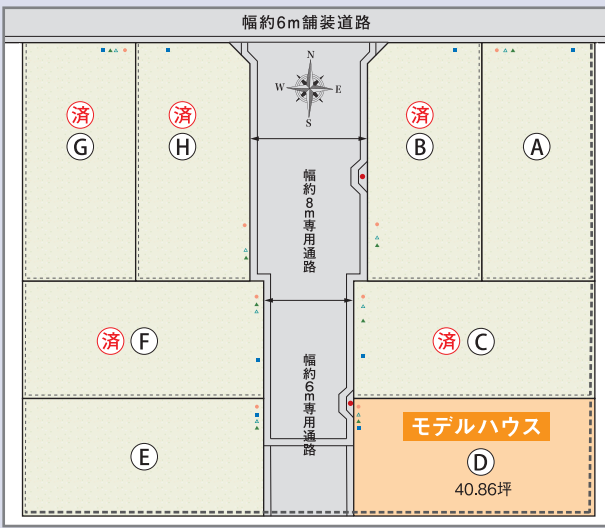 幅約6m舗装道路
N
W E
S
済 済 済
G H B A
幅約8m専用通路
済 F 済 C
幅約6m専用通路
モデルハウス
E D
40.86坪